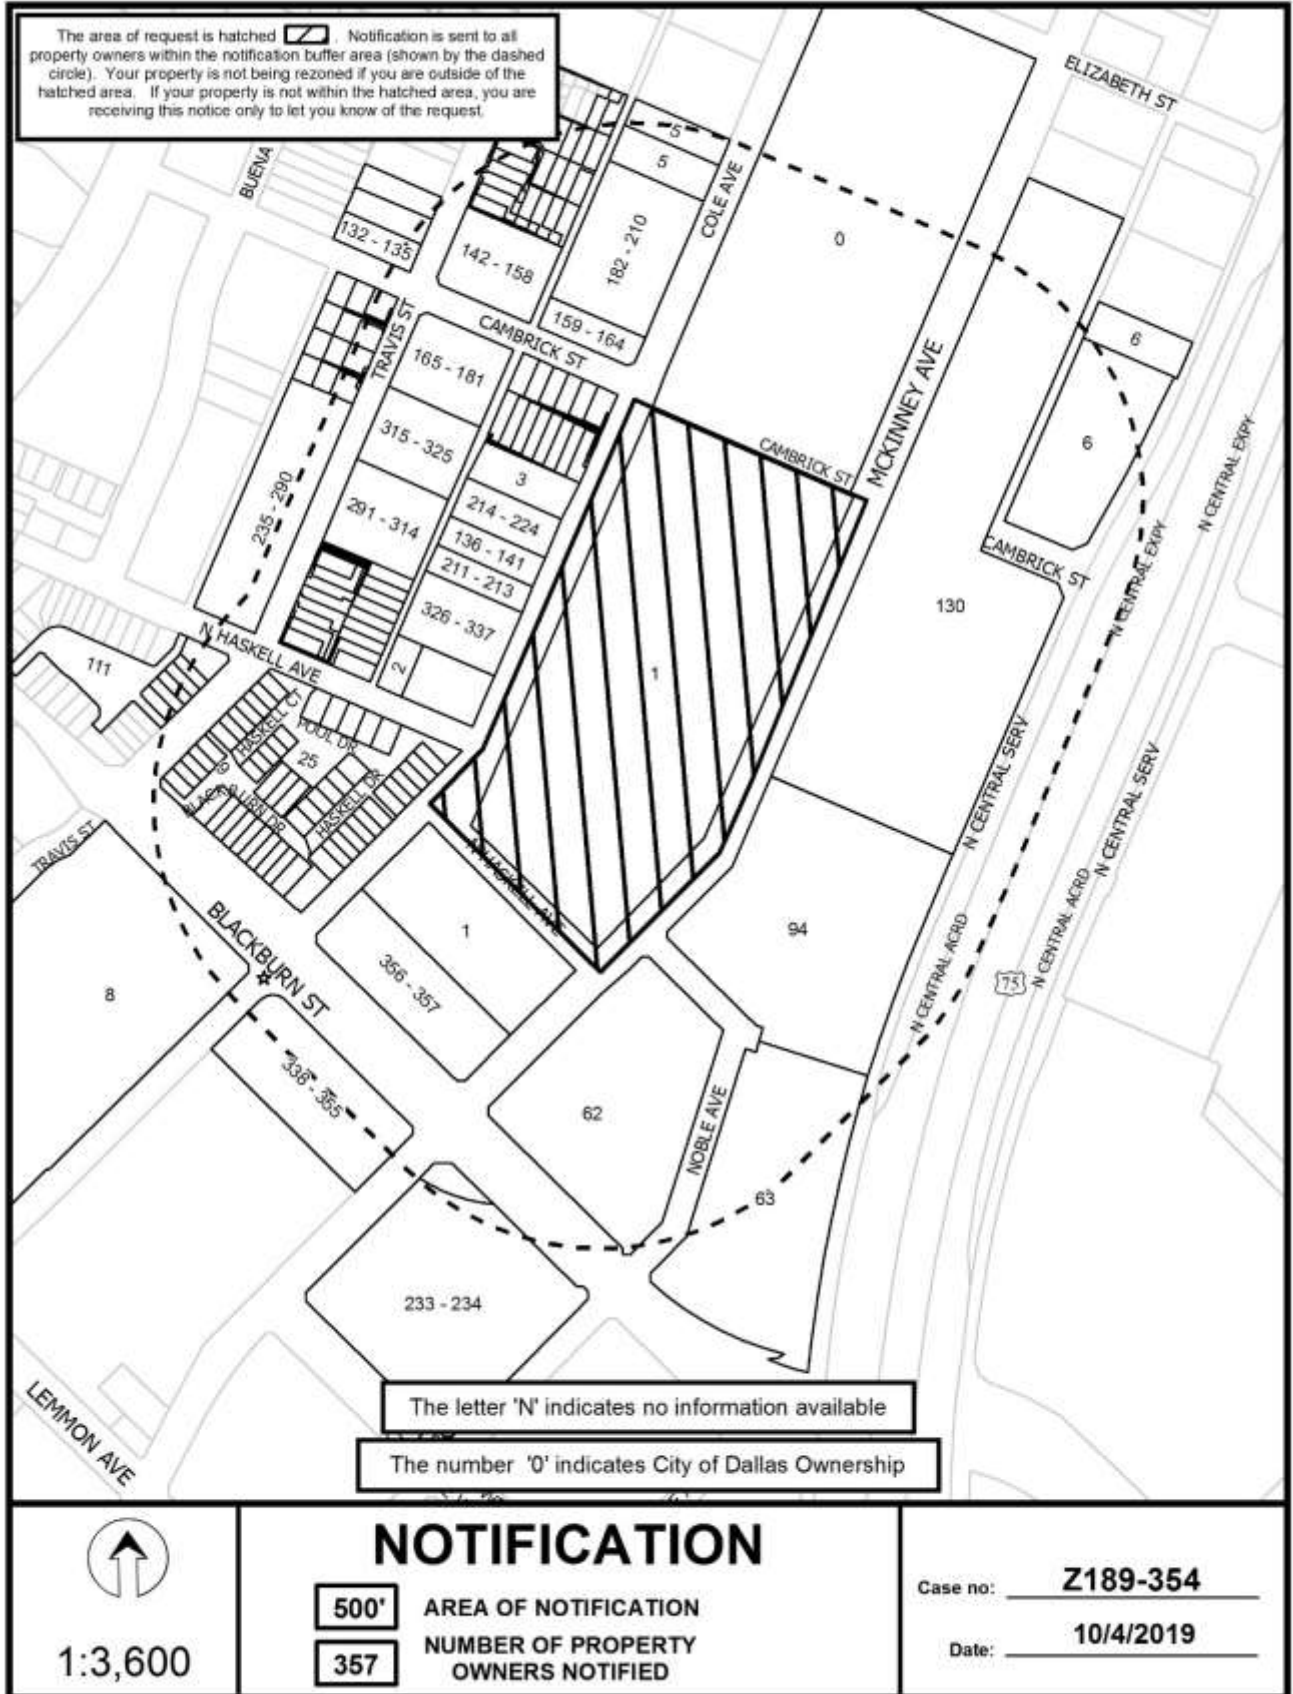 The area of request is hatched . Notification is sent to all
property owners within the notification buffer area (shown by the dashed
circle). Your property is not being rezoned if you are outside of the
hatched area. If your property is not within the hatched area, you are
receiving this notice only to let you know of the request.
ELIZABETH ST
BUENA
5
5
COLE AVE
132 - 135
142 - 158
182 - 210
0
159 - 164
CAMBRICK ST
TRAVIS ST
165 - 181
MCKINNEY AVE
6
6
315 - 325
3
CAMBRICK ST
N CENTRAL EXPY
235 - 290
291 - 314
214 - 224
136 - 141
211 - 213
326 - 337
CAMBRICK ST
N CENTRAL EXPY
130
N HASKELL AVE
111
2
1
HASKELL CT
POOL DR
25
9
BLACKBURN DR
HASKELL DR
N CENTRAL SERV
N CENTRAL SERV
TRAVIS ST
N HASKELL AVE
BLACKBURN ST
1
94
356 - 357
8
N CENTRAL ACRD
N CENTRAL ACRD
75
338 - 355
62
NOBLE AVE
63
233 - 234
LEMMON AVE
The letter 'N' indicates no information available
The number '0' indicates City of Dallas Ownership
1:3,600
NOTIFICATION
500' AREA OF NOTIFICATION
357 NUMBER OF PROPERTY
OWNERS NOTIFIED
Case no: Z189-354
Date: 10/4/2019